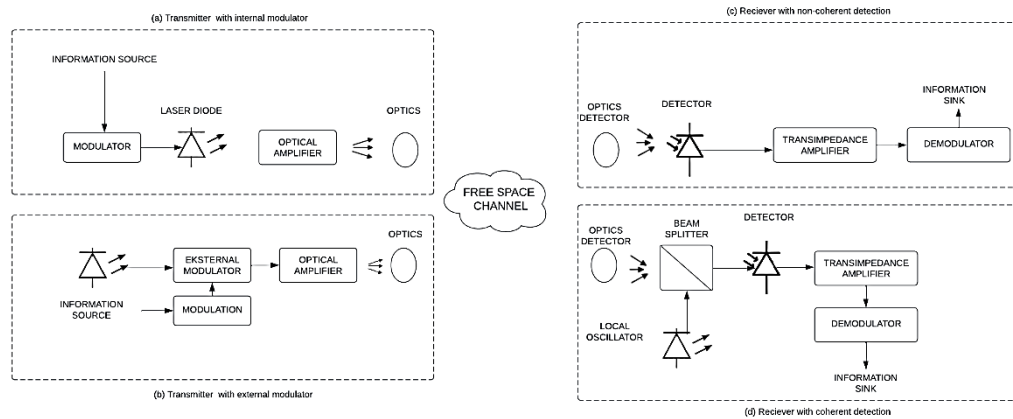 (a) Transmitter with internal modulator
INFORMATION SOURCE
LASER DIODE
OPTICS
MODULATOR
OPTICAL
AMPLIFIER
FREE SPACE
CHANNEL
OPTICS
EKSTERNAL
MODULATOR
OPTICAL
AMPLIFIER
INFORMATION
SOURCE
MODULATION
(b) Transmitter with external modulator
(c) Reciever with non-coherent detection
INFORMATION
SINK
OPTICS
DETECTOR
DETECTOR
TRANSIMPEDANCE
AMPLIFIER
DEMODULATOR
DETECTOR
BEAM
SPLITTER
OPTICS
DETECTOR
TRANSIMPEDANCE
AMPLIFIER
LOCAL
OSCILLATOR
DEMODULATOR
INFORMATION
SINK
(d) Reciever with coherent detection